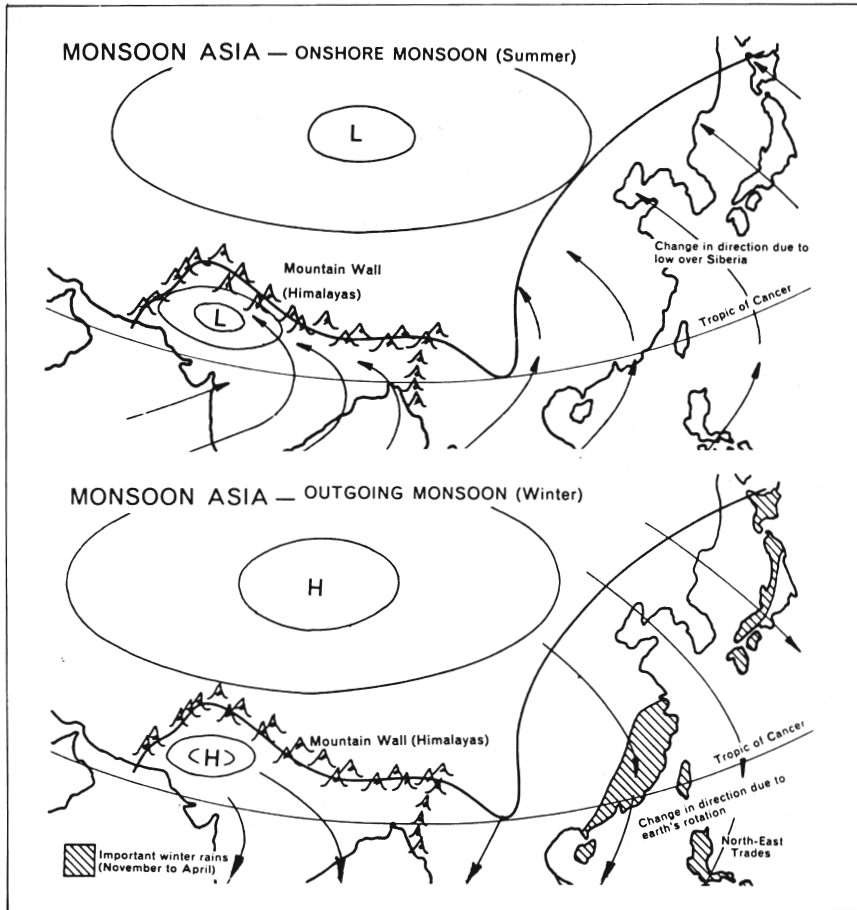 MONSOON ASIA — ONSHORE MONSOON (Summer)
L
Mountain Wall
(Himalayas)
L
Change in direction due to
low over Siberia
Tropic of Cancer
MONSOON ASIA — OUTGOING MONSOON (Winter)
H
Mountain Wall (Himalayas)
(H)
Tropic of Cancer
Change in direction due to
earth's rotation
North-East
Trades
Important winter rains
(November to April)